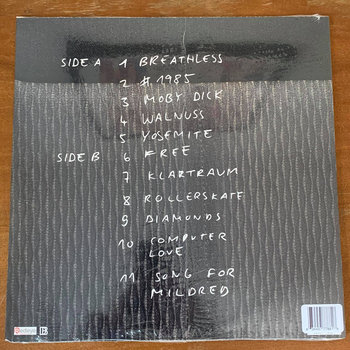 SIDE A 1 BREATHLESS
2 #1985
3 MOBY DICK
4 WALNUSS
5 YOSEMITE
SIDE B 6 FREE
7 KLARTRAUM
8 ROLLERSKATE
9 DIAMONDS
10 COMPUTER
LOVE
11 SONG FOR
MILDRED